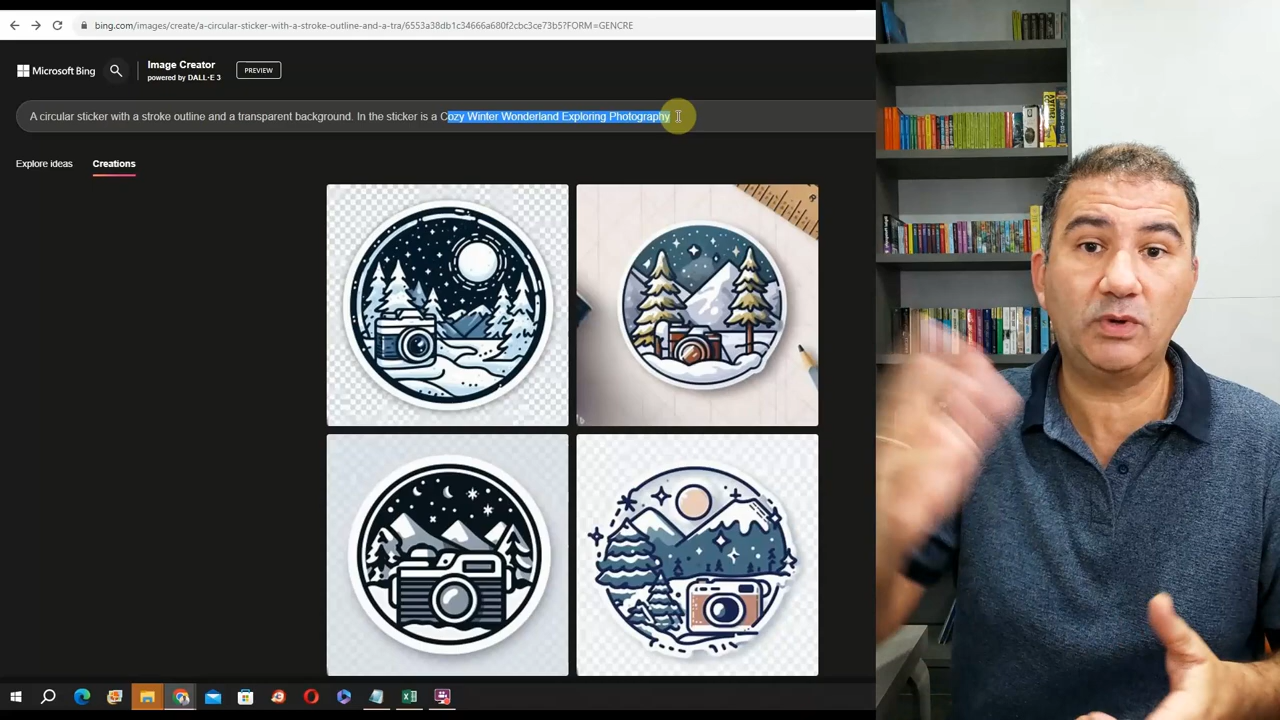 bing.com/images/create/a-circular-sticker-with-a-stroke-outline-and-a-tra/6553a38db1c34666a680f2cbc3ce73b5?FORM=GENCRE
Microsoft Bing
Image Creator
powered by DALL·E 3
PREVIEW
A circular sticker with a stroke outline and a transparent background. In the sticker is a Cozy Winter Wonderland Exploring Photography
Explore ideas
Creations